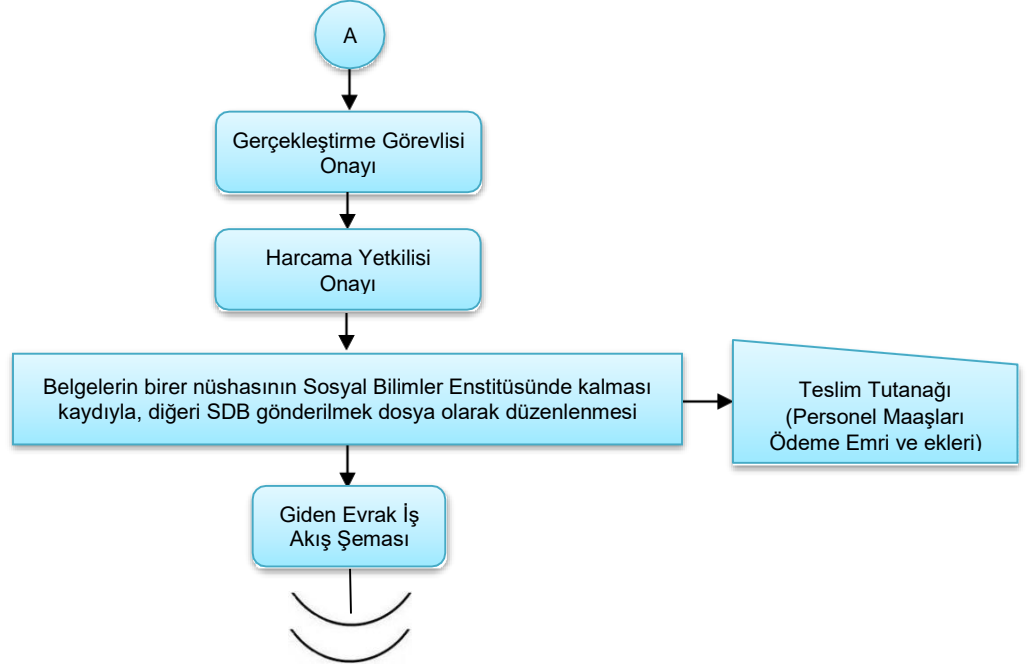 A
Gerçekleştirme Görevlisi
Onayı
Harcama Yetkilisi
Onayı
Belgelerin birer nüshasının Sosyal Bilimler Enstitüsünde kalması
kaydıyla, diğeri SDB gönderilmek dosya olarak düzenlenmesi
Teslim Tutanağı
(Personel Maaşları
Ödeme Emri ve ekleri)
Giden Evrak İş
Akış Şeması